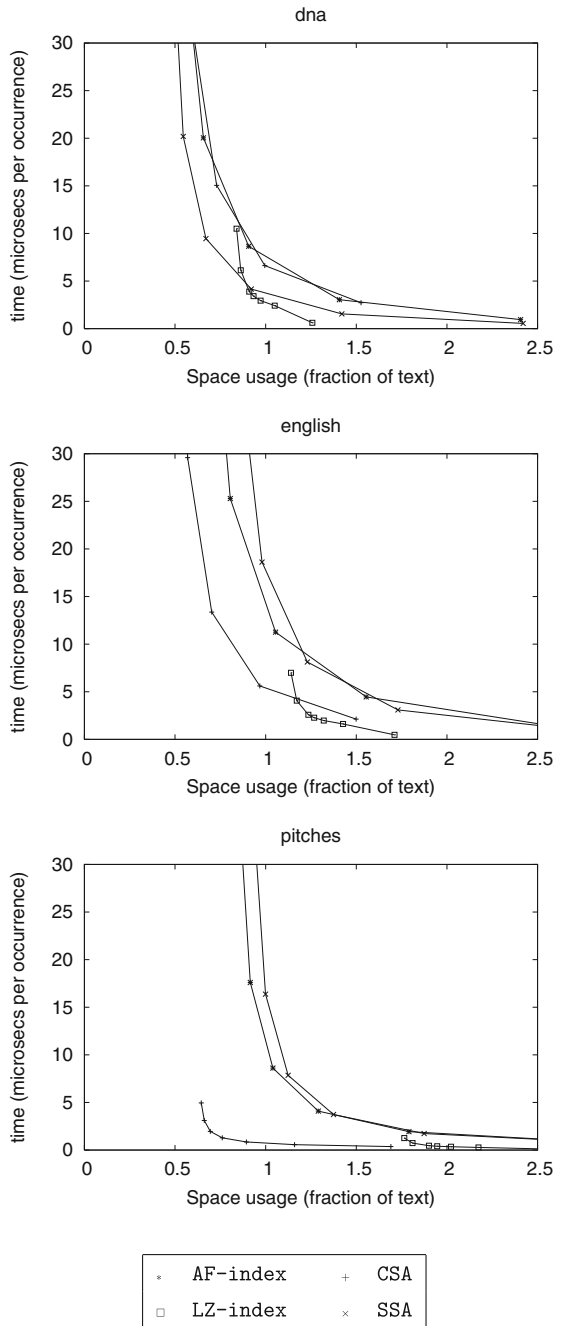 dna
time (microsecs per occurrence)
30
25
20
15
10
5
0
0 0.5 1 1.5 2 2.5
Space usage (fraction of text)
english
time (microsecs per occurrence)
30
25
20
15
10
5
0
0 0.5 1 1.5 2 2.5
Space usage (fraction of text)
pitches
time (microsecs per occurrence)
30
25
20
15
10
5
0
0 0.5 1 1.5 2 2.5
Space usage (fraction of text)
AF-index CSA
LZ-index SSA